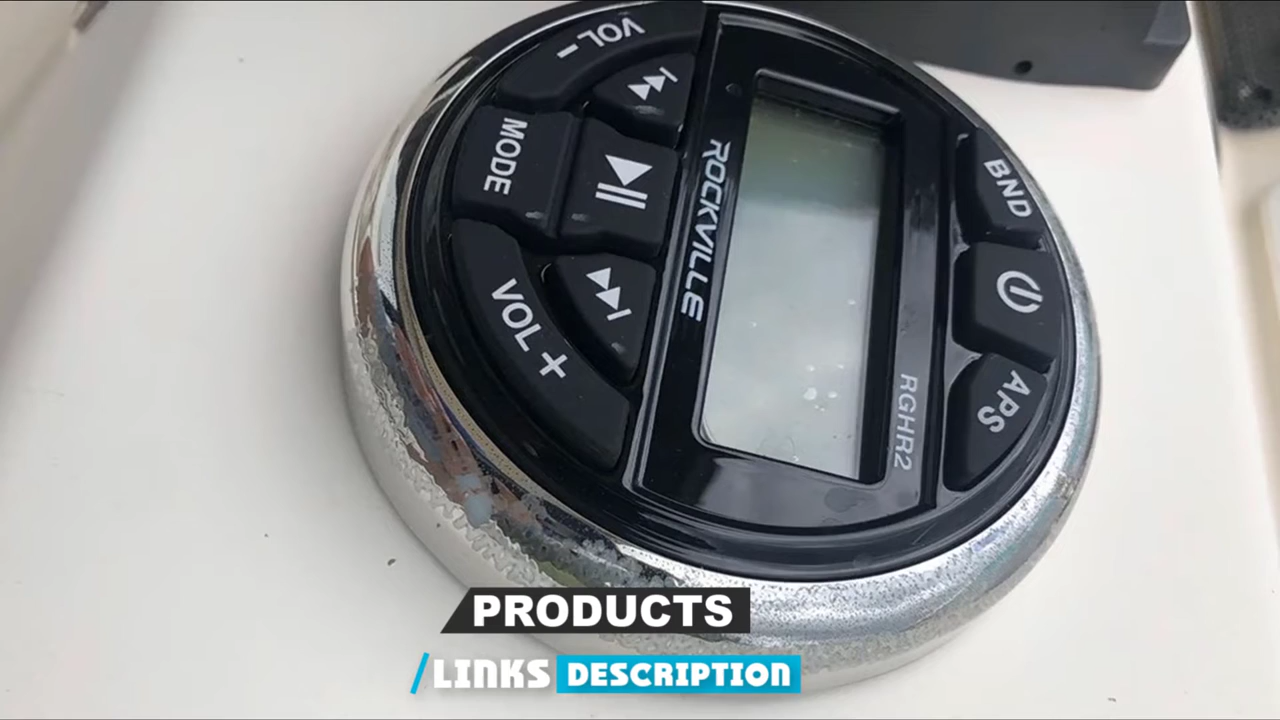 VOL-
MODE
VOL+
ROCKVILLE
RGHR2
BND
APS
PRODUCTS
LINKS DESCRIPTION